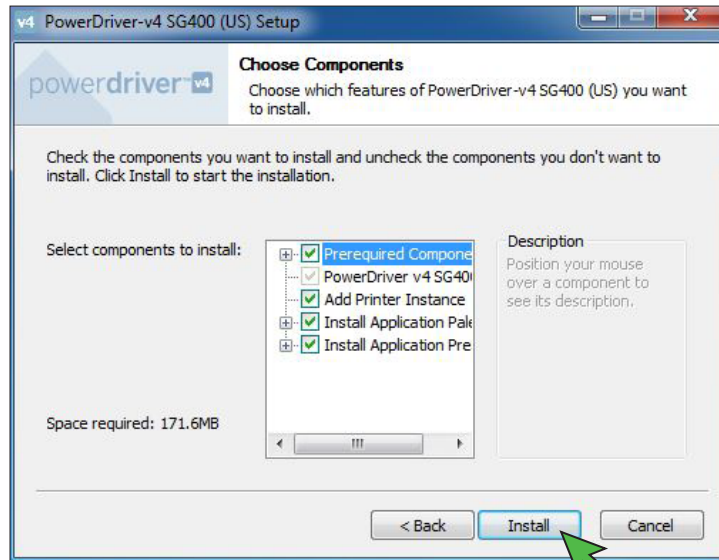 v4 PowerDriver-v4 SG400 (US) Setup
powerdriver™ v4
Choose Components
Choose which features of PowerDriver-v4 SG400 (US) you want
to install.
Check the components you want to install and uncheck the components you don't want to
install. Click Install to start the installation.
Select components to install:
Prerequired Compone
PowerDriver v4 SG40
Add Printer Instance
Install Application Pale
Install Application Pre
Description
Position your mouse
over a component to
see its description.
Space required: 171.6MB
< Back
Install
Cancel